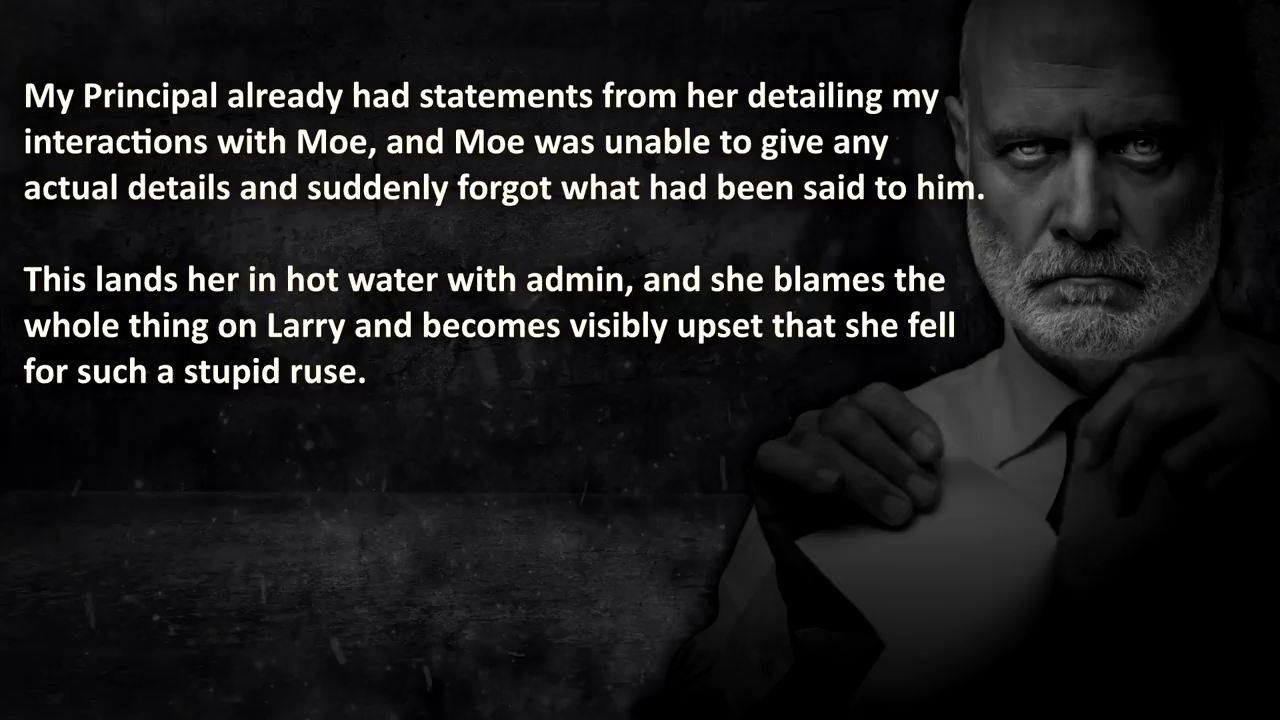 My Principal already had statements from her detailing my
interactions with Moe, and Moe was unable to give any
actual details and suddenly forgot what had been said to him.
This lands her in hot water with admin, and she blames the
whole thing on Larry and becomes visibly upset that she fell
for such a stupid ruse.